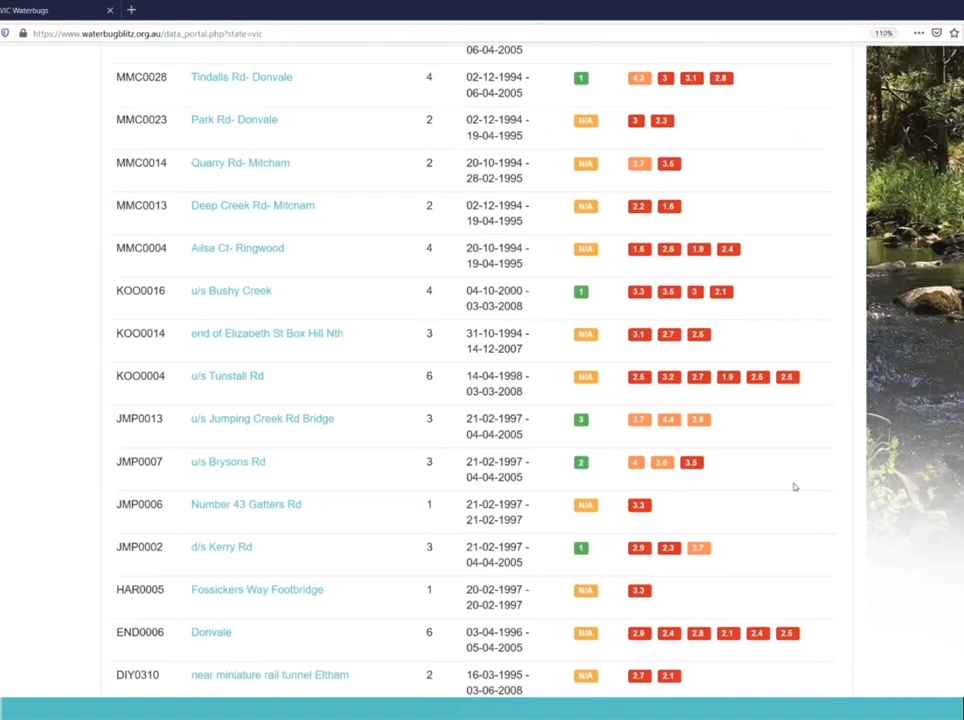 VIC Waterbugs
https://www.waterbugblitz.org.au/data_portal.php?state=vic
110%
06-04-2005
MMC0028 Tindalls Rd- Donvale 4 02-12-1994 - 1 4.3 3 3.1 2.8
06-04-2005
MMC0023 Park Rd- Donvale 2 02-12-1994 - N/A 3 2.3
19-04-1995
MMC0014 Quarry Rd- Mitcham 2 20-10-1994 - N/A 3.7 3.5
28-02-1995
MMC0013 Deep Creek Rd- Mitcnam 2 02-12-1994 - N/A 2.2 1.6
19-04-1995
MMC0004 Ailsa Ct- Ringwood 4 20-10-1994 - N/A 1.6 2.6 1.9 2.4
19-04-1995
KOO0016 u/s Bushy Creek 4 04-10-2000 - 1 3.3 3.5 3 2.1
03-03-2008
KOO0014 end of Elizabeth St Box Hill Nth 3 31-10-1994 - N/A 3.1 2.7 2.5
14-12-2007
KOO0004 u/s Tunstall Rd 6 14-04-1998 - N/A 2.5 3.2 2.7 1.9 2.5 2.6
03-03-2008
JMP0013 u/s Jumping Creek Rd Bridge 3 21-02-1997 - 3 3.7 4.4 3.8
04-04-2005
JMP0007 u/s Brysons Rd 3 21-02-1997 - 2 4 3.6 3.5
04-04-2005
JMP0006 Number 43 Gatters Rd 1 21-02-1997 - N/A 3.3
21-02-1997
JMP0002 d/s Kerry Rd 3 21-02-1997 - 1 2.9 2.3 3.7
04-04-2005
HAR0005 Fossickers Way Footbridge 1 20-02-1997 - N/A 3.3
20-02-1997
END0006 Donvale 6 03-04-1996 - N/A 2.9 2.4 2.8 2.1 2.4 2.5
05-04-2005
DIY0310 near miniature rail tunnel Eltham 2 16-03-1995 - N/A 2.7 2.1
03-06-2008